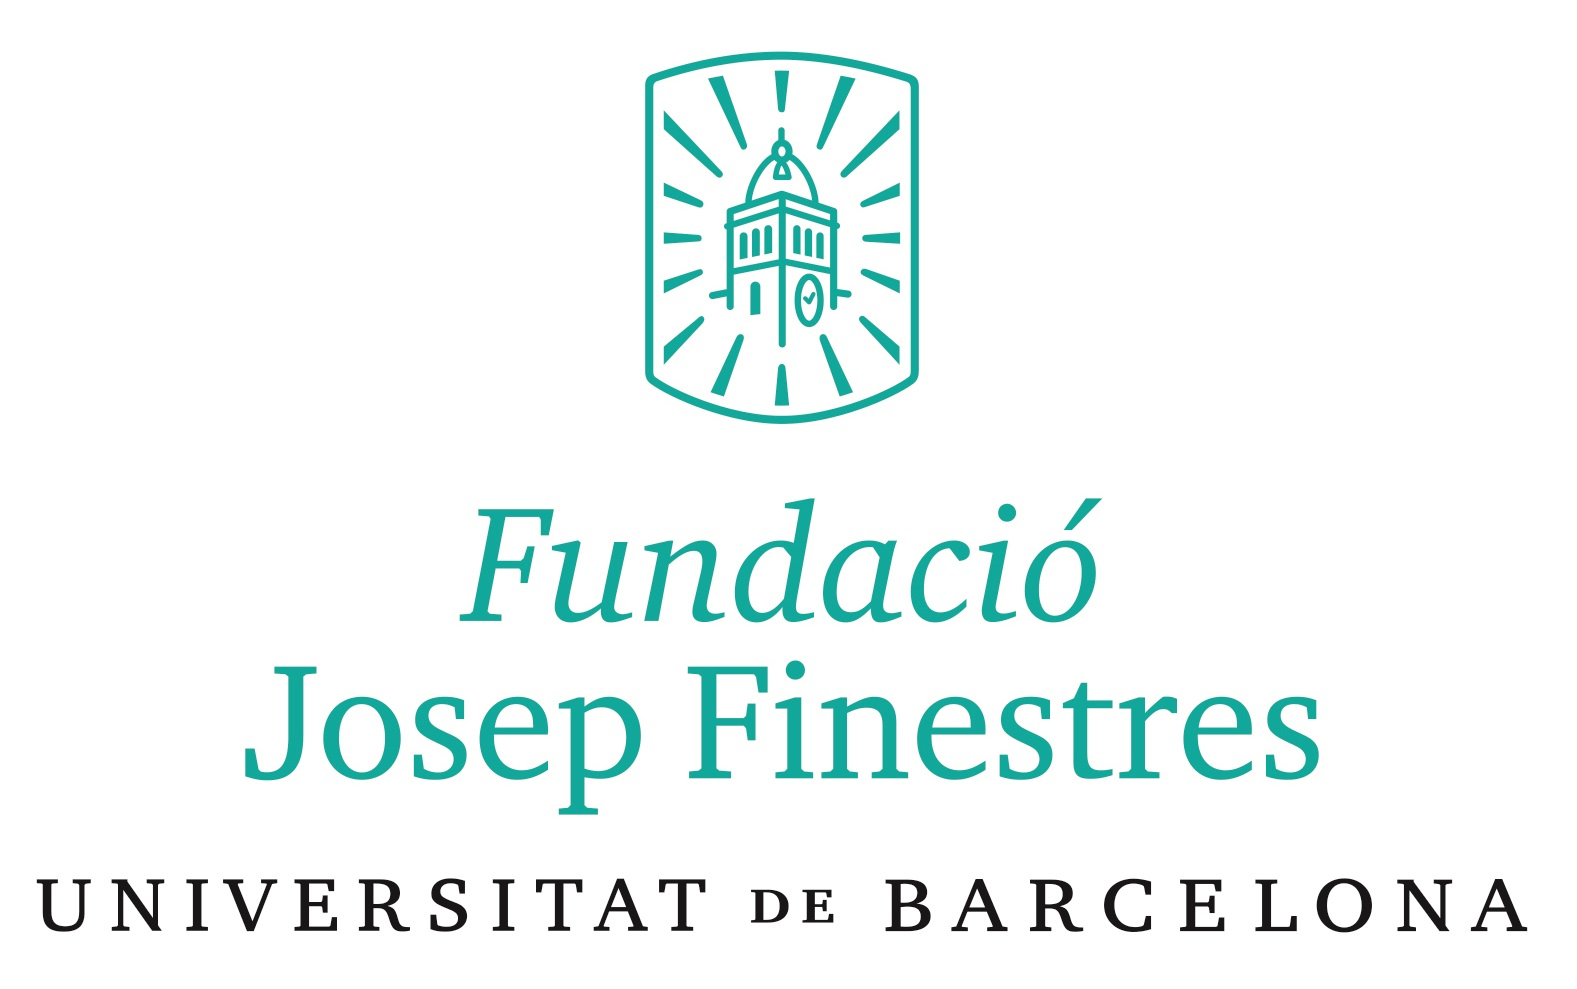 Fundació
Josep Finestres
UNIVERSITAT DE BARCELONA